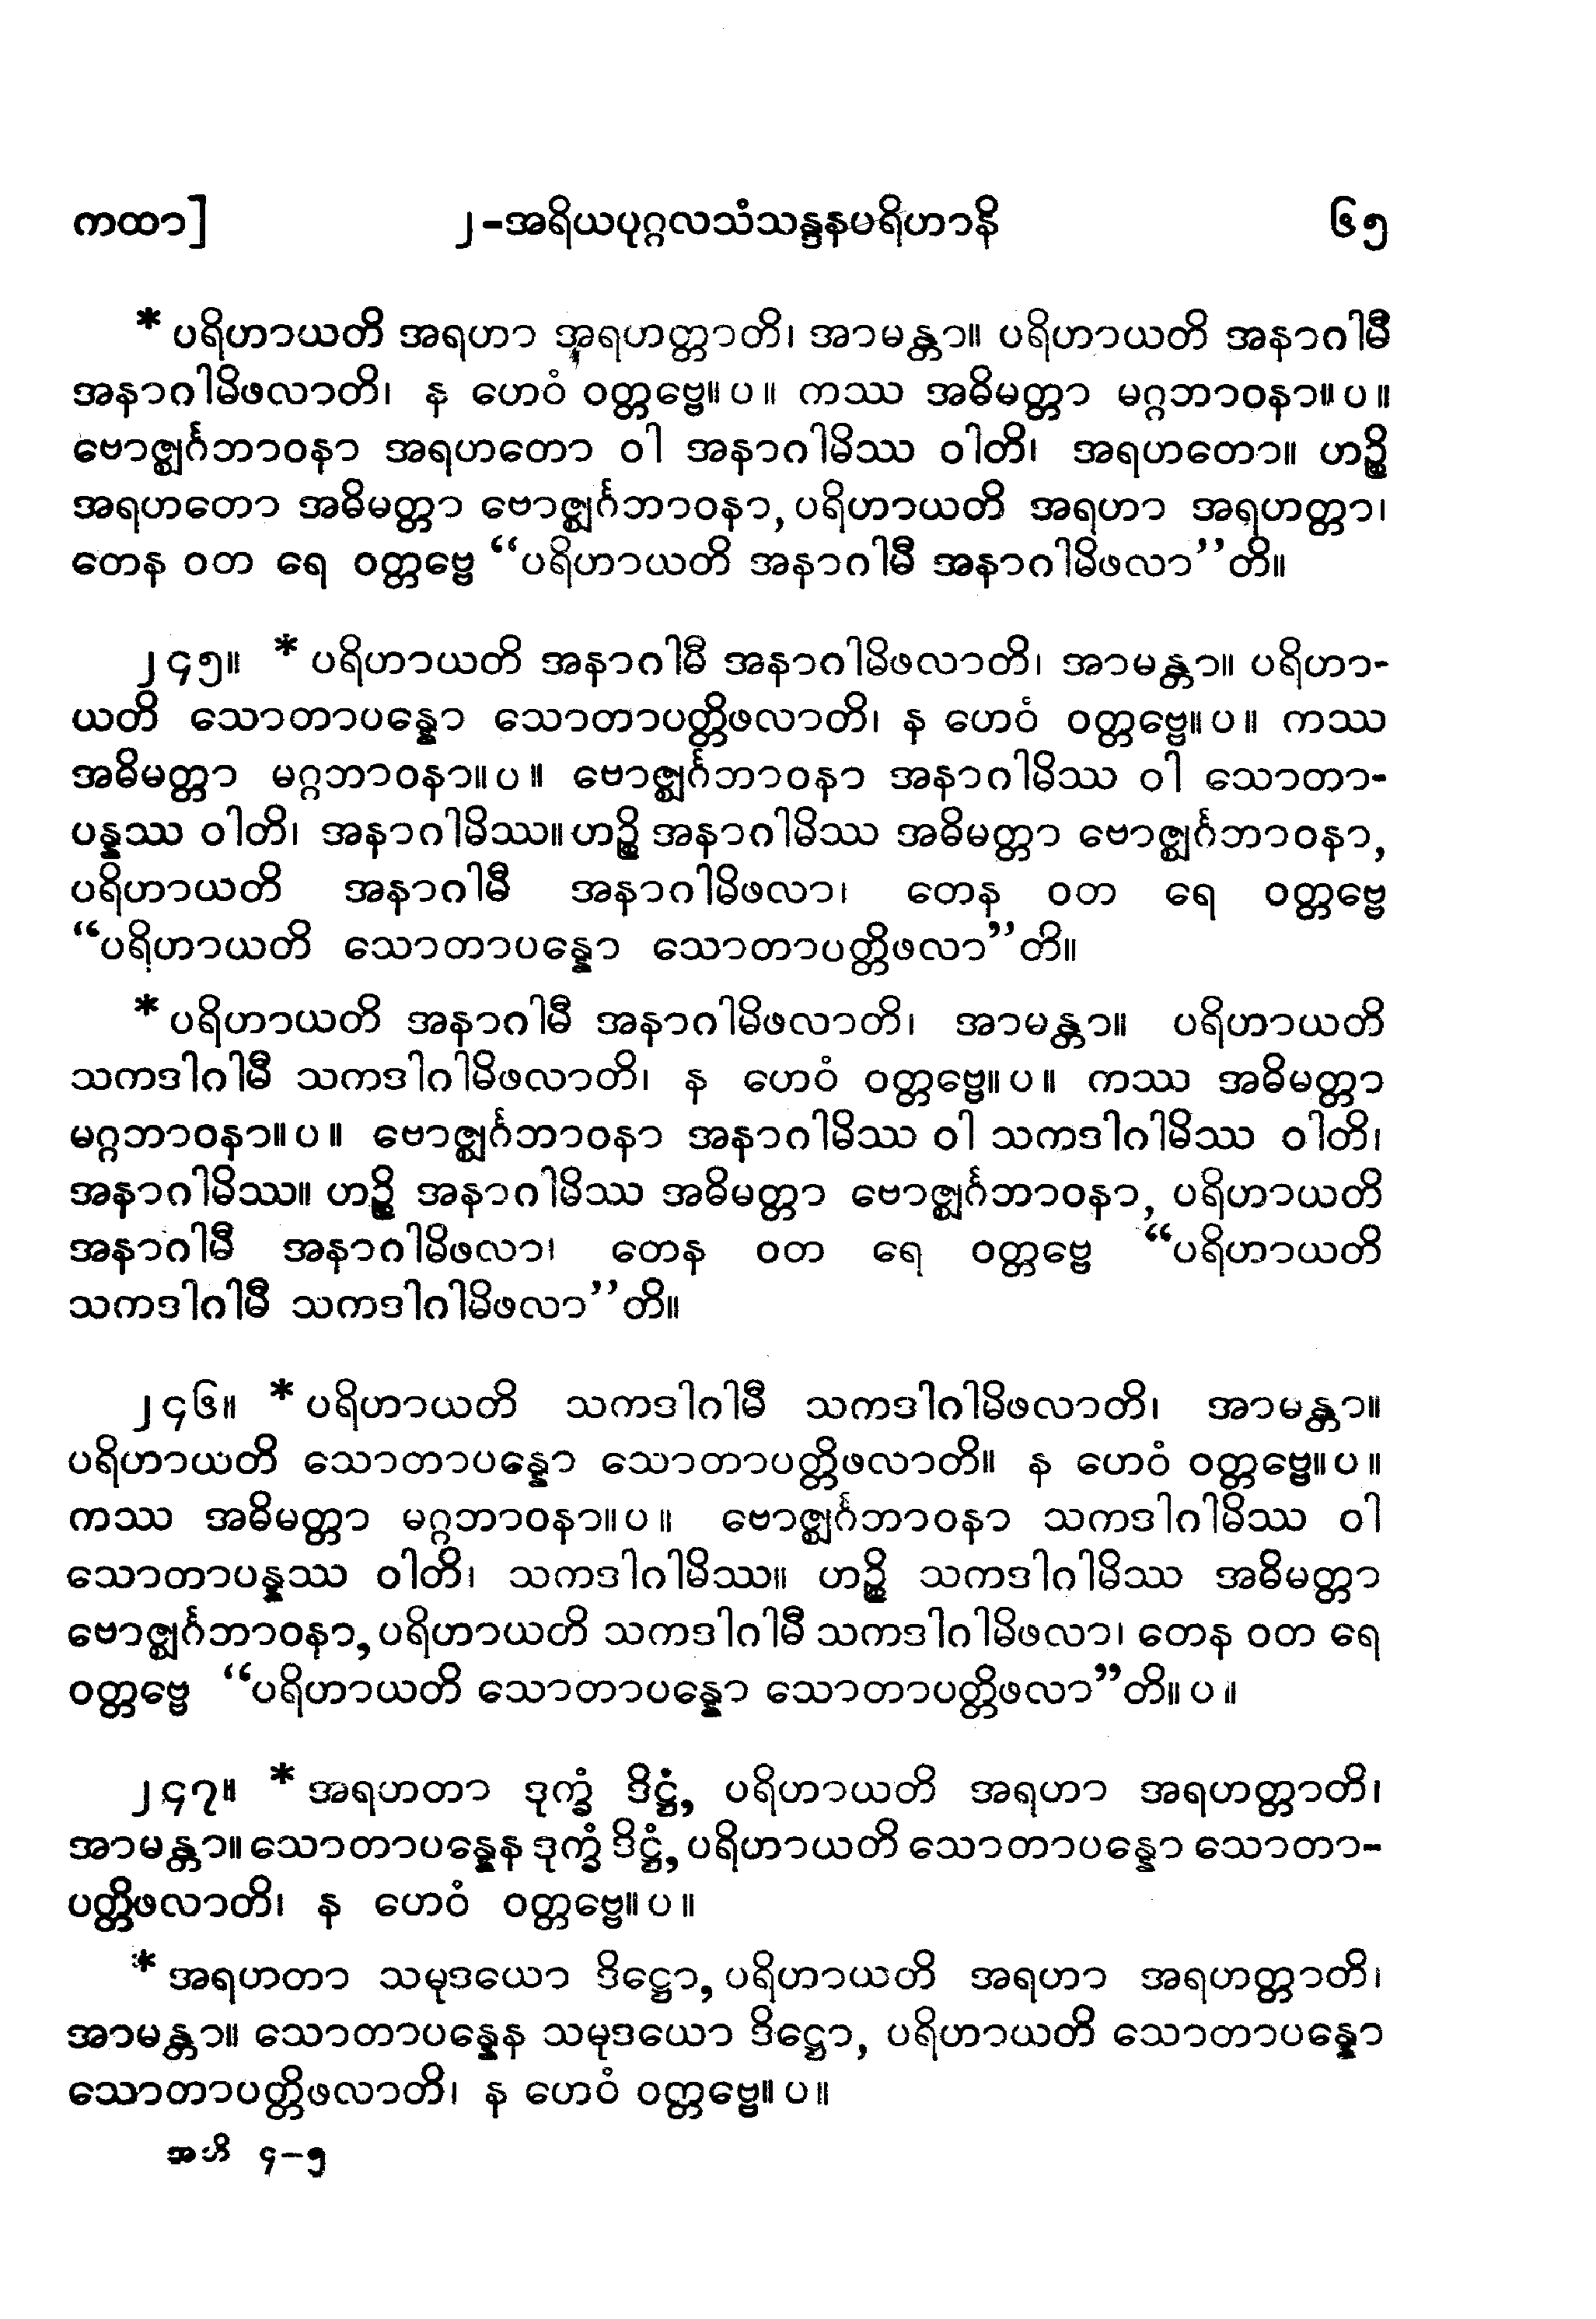 ကထာ] ၂-အရိယပုဂ္ဂလသံသန္ဒနပရိဟာနိ ၆၅
* ပရိဟာယတိ အရဟာ အရဟတ္တာတိ၊ အာမန္တာ။ ပရိဟာယတိ အနာဂါမီ
အနာဂါမိဖလာတိ၊ န ဟေဝံ ဝတ္တဗ္ဗေ။ပ။ ကဿ အဓိမတ္တာ မဂ္ဂဘာဝနာ။ပ။
ဗောဇ္ဈင်္ဂဘာဝနာ အရဟတော ဝါ အနာဂါမိဿ ဝါတိ၊ အရဟတော။ ဟဉ္စိ
အရဟတော အဓိမတ္တာ ဗောဇ္ဈင်္ဂဘာဝနာ, ပရိဟာယတိ အရဟာ အရဟတ္တာ၊
တေန ဝတ ရေ ဝတ္တဗ္ဗေ “ပရိဟာယတိ အနာဂါမီ အနာဂါမိဖလာ”တိ။
၂၄၅။ * ပရိဟာယတိ အနာဂါမီ အနာဂါမိဖလာတိ၊ အာမန္တာ။ ပရိဟာ-
ယတိ သောတာပန္နော သောတာပတ္တိဖလာတိ၊ န ဟေဝံ ဝတ္တဗ္ဗေ။ပ။ ကဿ
အဓိမတ္တာ မဂ္ဂဘာဝနာ။ပ။ ဗောဇ္ဈင်္ဂဘာဝနာ အနာဂါမိဿ ဝါ သောတာ-
ပန္နဿ ဝါတိ၊ အနာဂါမိဿ။ ဟဉ္စိ အနာဂါမိဿ အဓိမတ္တာ ဗောဇ္ဈင်္ဂဘာဝနာ,
ပရိဟာယတိ အနာဂါမီ အနာဂါမိဖလာ၊ တေန ဝတ ရေ ဝတ္တဗ္ဗေ
“ပရိဟာယတိ သောတာပန္နော သောတာပတ္တိဖလာ”တိ။
* ပရိဟာယတိ အနာဂါမီ အနာဂါမိဖလာတိ၊ အာမန္တာ။ ပရိဟာယတိ
သကဒါဂါမီ သကဒါဂါမိဖလာတိ၊ န ဟေဝံ ဝတ္တဗ္ဗေ။ပ။ ကဿ အဓိမတ္တာ
မဂ္ဂဘာဝနာ။ပ။ ဗောဇ္ဈင်္ဂဘာဝနာ အနာဂါမိဿ ဝါ သကဒါဂါမိဿ ဝါတိ၊
အနာဂါမိဿ။ ဟဉ္စိ အနာဂါမိဿ အဓိမတ္တာ ဗောဇ္ဈင်္ဂဘာဝနာ, ပရိဟာယတိ
အနာဂါမီ အနာဂါမိဖလာ၊ တေန ဝတ ရေ ဝတ္တဗ္ဗေ “ပရိဟာယတိ
သကဒါဂါမီ သကဒါဂါမိဖလာ”တိ။
၂၄၆။ * ပရိဟာယတိ သကဒါဂါမီ သကဒါဂါမိဖလာတိ၊ အာမန္တာ။
ပရိဟာယတိ သောတာပန္နော သောတာပတ္တိဖလာတိ။ န ဟေဝံ ဝတ္တဗ္ဗေ။ပ။
ကဿ အဓိမတ္တာ မဂ္ဂဘာဝနာ။ပ။ ဗောဇ္ဈင်္ဂဘာဝနာ သကဒါဂါမိဿ ဝါ
သောတာပန္နဿ ဝါတိ၊ သကဒါဂါမိဿ။ ဟဉ္စိ သကဒါဂါမိဿ အဓိမတ္တာ
ဗောဇ္ဈင်္ဂဘာဝနာ, ပရိဟာယတိ သကဒါဂါမီ သကဒါဂါမိဖလာ၊ တေန ဝတ ရေ
ဝတ္တဗ္ဗေ “ပရိဟာယတိ သောတာပန္နော သောတာပတ္တိဖလာ”တိ။ပ။
၂၄၇။ * အရဟတာ ဒုက္ခံ ဒိဋ္ဌံ, ပရိဟာယတိ အရဟာ အရဟတ္တာတိ၊
အာမန္တာ။ သောတာပန္နေန ဒုက္ခံ ဒိဋ္ဌံ, ပရိဟာယတိ သောတာပန္နော သောတာ-
ပတ္တိဖလာတိ၊ န ဟေဝံ ဝတ္တဗ္ဗေ။ပ။
* အရဟတာ သမုဒယော ဒိဋ္ဌော, ပရိဟာယတိ အရဟာ အရဟတ္တာတိ၊
အာမန္တာ။ သောတာပန္နေန သမုဒယော ဒိဋ္ဌော, ပရိဟာယတိ သောတာပန္နော
သောတာပတ္တိဖလာတိ၊ န ဟေဝံ ဝတ္တဗ္ဗေ။ပ။
အဘိ ၄-၅